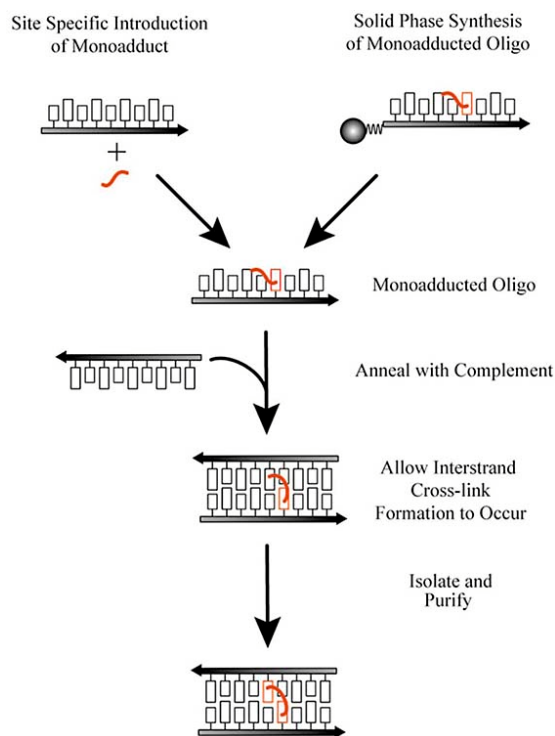 Site Specific Introduction
of Monoadduct
Solid Phase Synthesis
of Monoadducted Oligo
+
Monoadducted Oligo
Anneal with Complement
Allow Interstrand
Cross-link
Formation to Occur
Isolate and
Purify